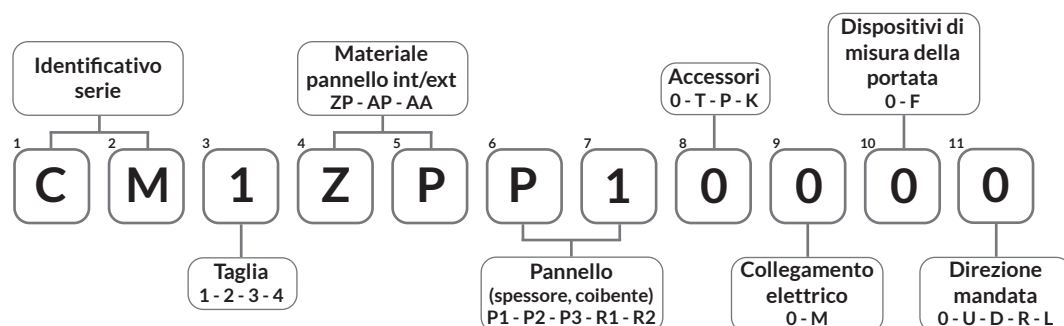 Identificativo
serie
Materiale
pannello int/ext
ZP - AP - AA
Accessori
0 - T - P - K
Dispositivi di
misura della
portata
0 - F
1 2 3 4 5 6 7 8 9 10 11
C M 1 Z P P 1 0 0 0 0
Taglia
1 - 2 - 3 - 4
Pannello
(spessore, coibente)
P1 - P2 - P3 - R1 - R2
Collegamento
elettrico
0 - M
Direzione
mandata
0 - U - D - R - L